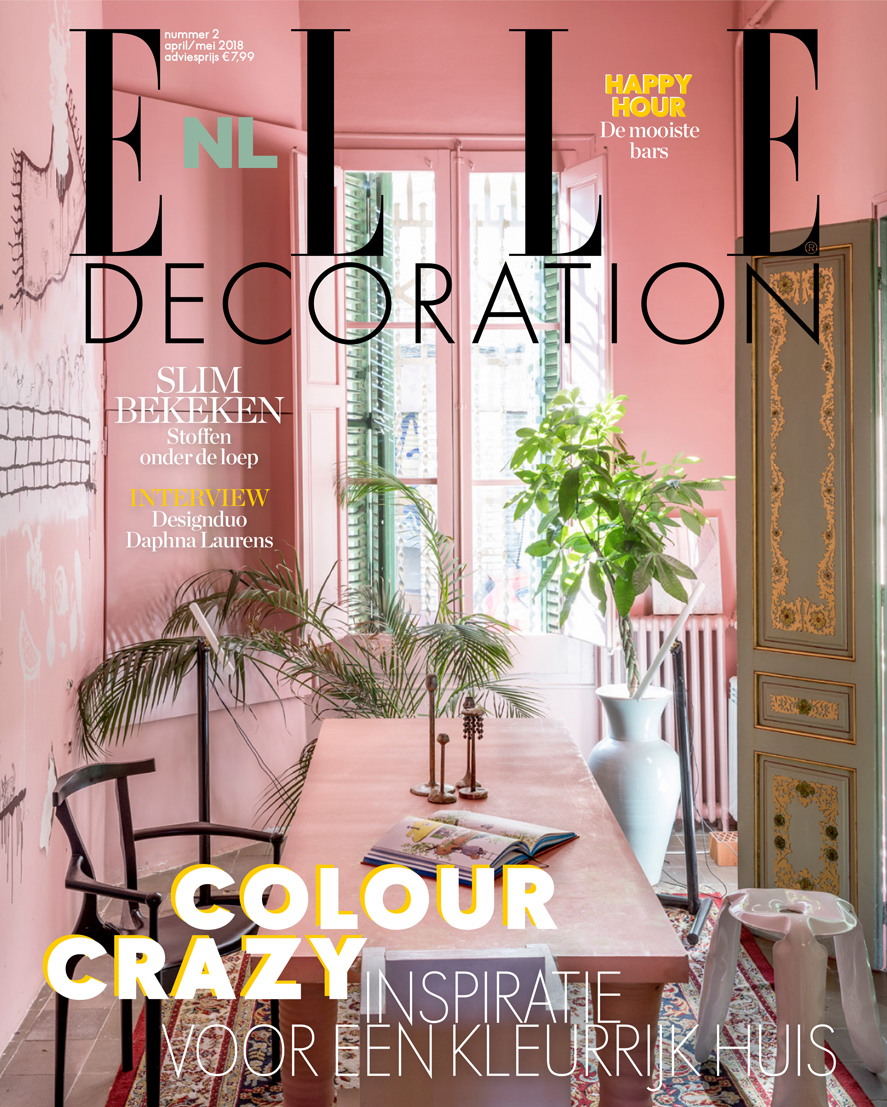 nummer 2
april/mei 2018
adviesprijs €7,99
ELLE
NL
HAPPY
HOUR
De mooiste
bars
®
DECORATION
SLIM
BEKEKEN
Stoffen
onder de loep
INTERVIEW
Designduo
Daphna Laurens
COLOUR
CRAZY
INSPIRATIE
VOOR EEN KLEURRIJK HUIS